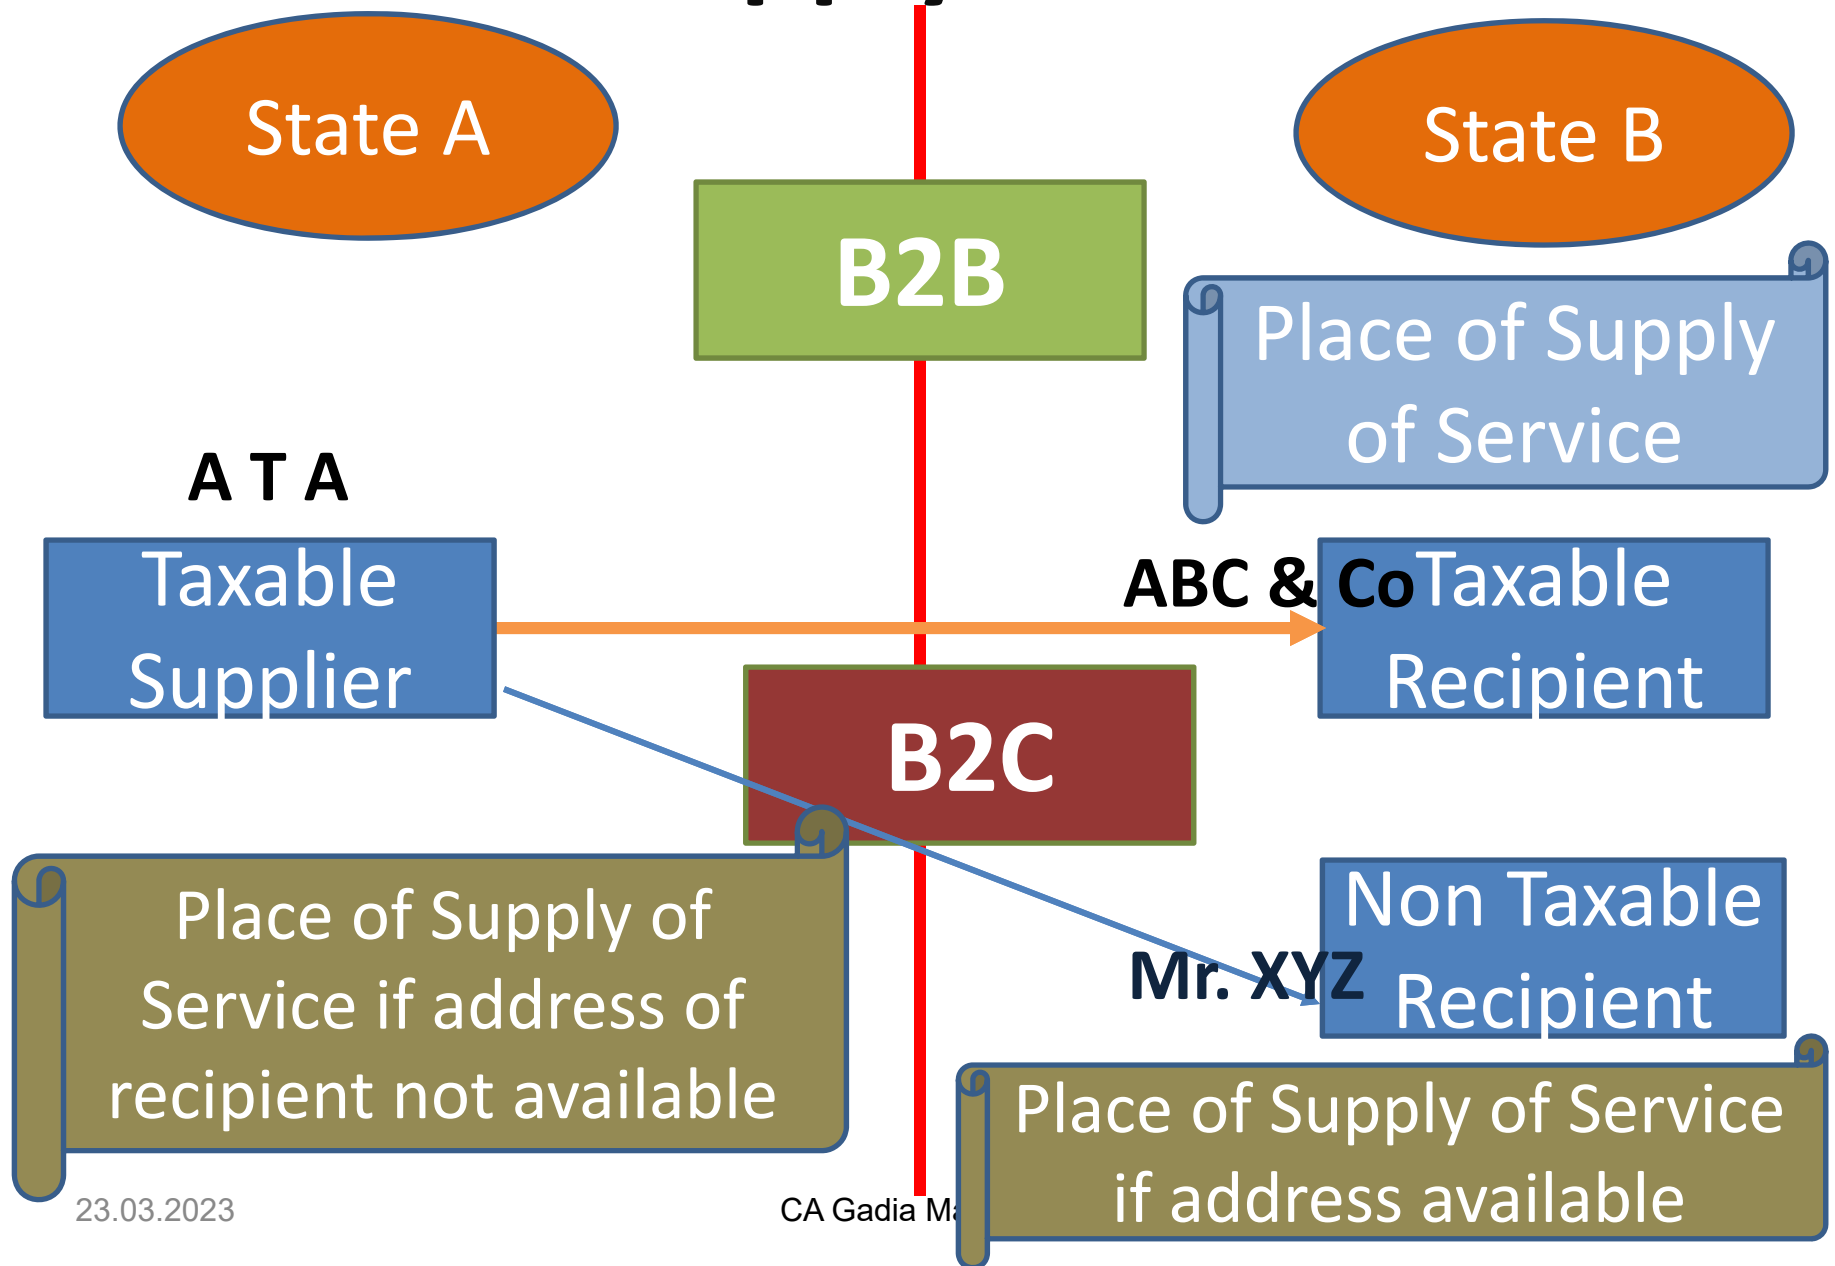 State A
State B
B2B
Place of Supply
of Service
A T A
Taxable
Supplier
ABC & Co
Taxable
Recipient
B2C
Place of Supply of
Service if address of
recipient not available
Mr. XYZ
Non Taxable
Recipient
Place of Supply of Service
if address available
23.03.2023
CA Gadia